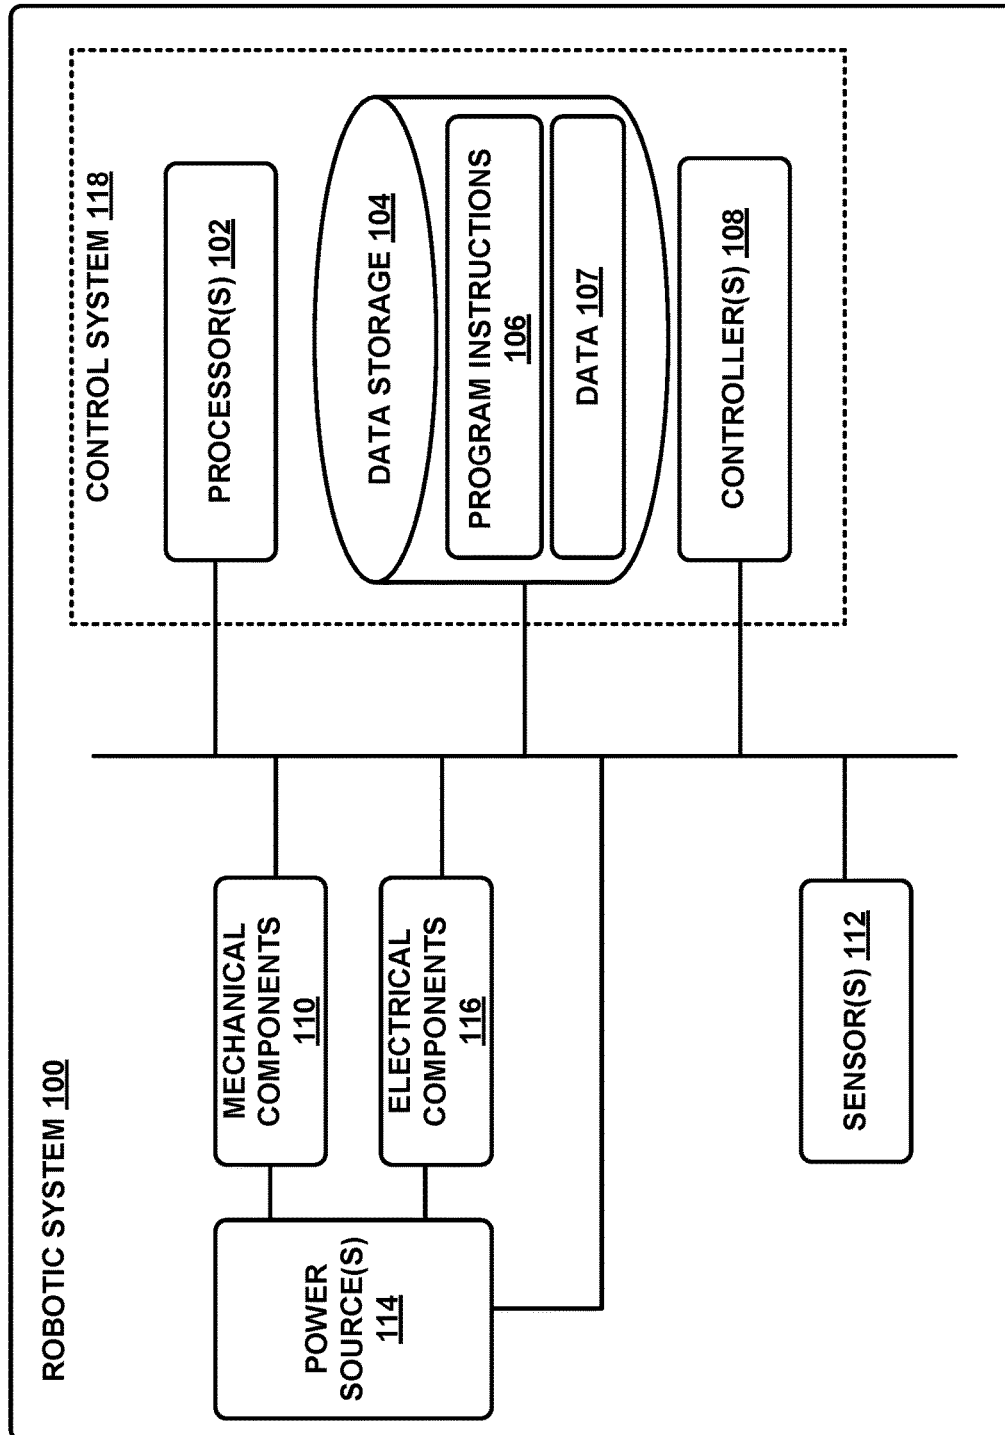 ROBOTIC SYSTEM 100
CONTROL SYSTEM 118
PROCESSOR(S) 102
DATA STORAGE 104
PROGRAM INSTRUCTIONS
106
DATA 107
CONTROLLER(S) 108
MECHANICAL
COMPONENTS
110
ELECTRICAL
COMPONENTS
116
POWER
SOURCE(S)
114
SENSOR(S) 112